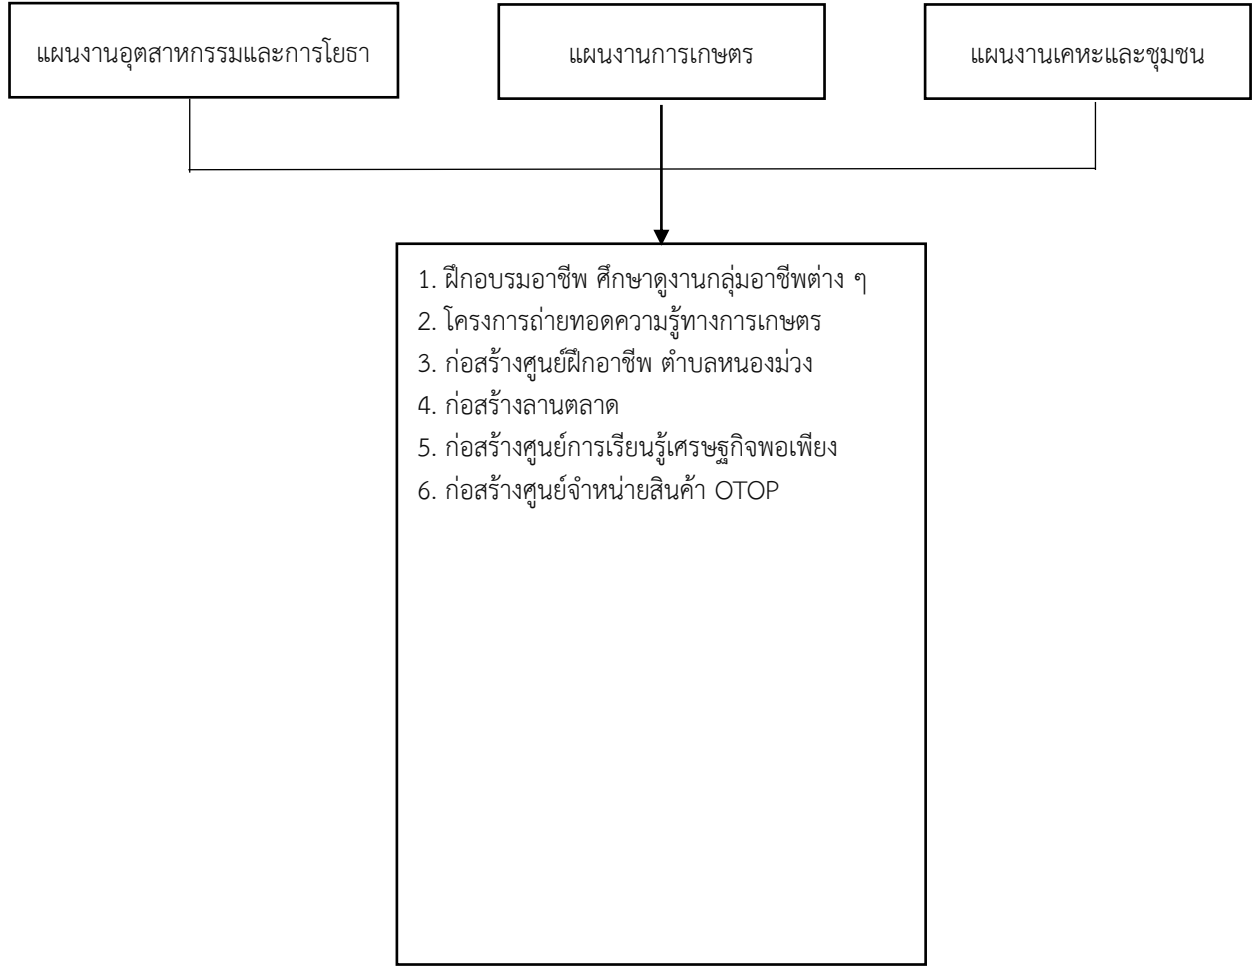 แผนงานอุตสาหกรรมและการโยธา
แผนงานการเกษตร
แผนงานเคหะและชุมชน
1. ฝึกอบรมอาชีพ ศึกษาดูงานกลุ่มอาชีพต่าง ๆ
2. โครงการถ่ายทอดความรู้ทางการเกษตร
3. ก่อสร้างศูนย์ฝึกอาชีพ ตำบลหนองม่วง
4. ก่อสร้างลานตลาด
5. ก่อสร้างศูนย์การเรียนรู้เศรษฐกิจพอเพียง
6. ก่อสร้างศูนย์จำหน่ายสินค้า OTOP